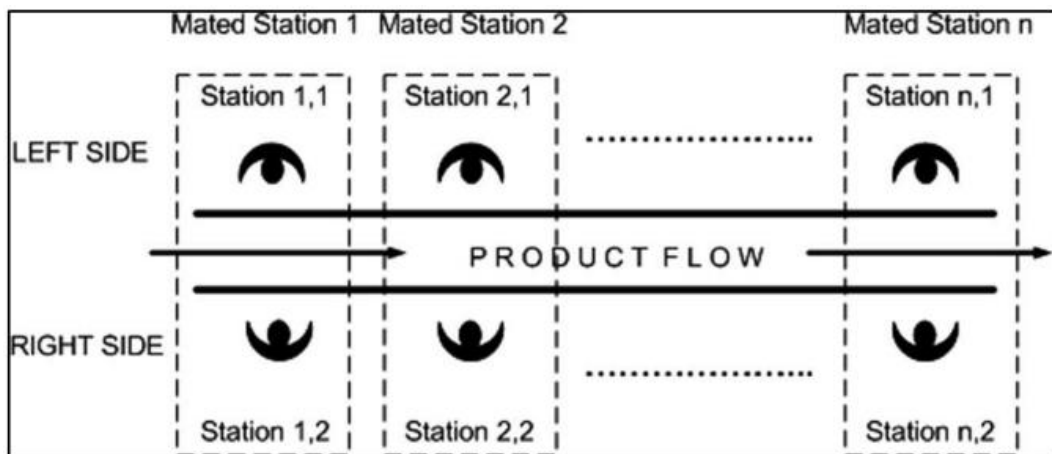 Mated Station 1 Mated Station 2 Mated Station n
Station 1,1 Station 2,1 Station n,1
LEFT SIDE
PRODUCT FLOW
RIGHT SIDE
Station 1,2 Station 2,2 Station n,2